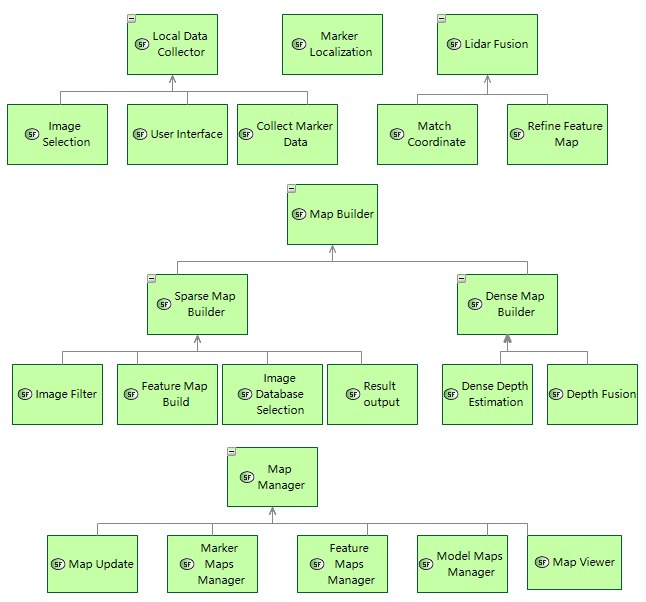 SF Local Data
Collector
SF Marker
Localization
SF Lidar Fusion
SF Image
Selection
SF User Interface
SF Collect Marker
Data
SF Match
Coordinate
SF Refine Feature
Map
SF Map Builder
SF Sparse Map
Builder
SF Dense Map
Builder
SF Image Filter
SF Feature Map
Build
SF Image
Database
Selection
SF Result
output
SF Dense Depth
Estimation
SF Depth Fusion
SF Map
Manager
SF Map Update
SF Marker
Maps
Manager
SF Feature
Maps
Manager
SF Model Maps
Manager
SF Map Viewer